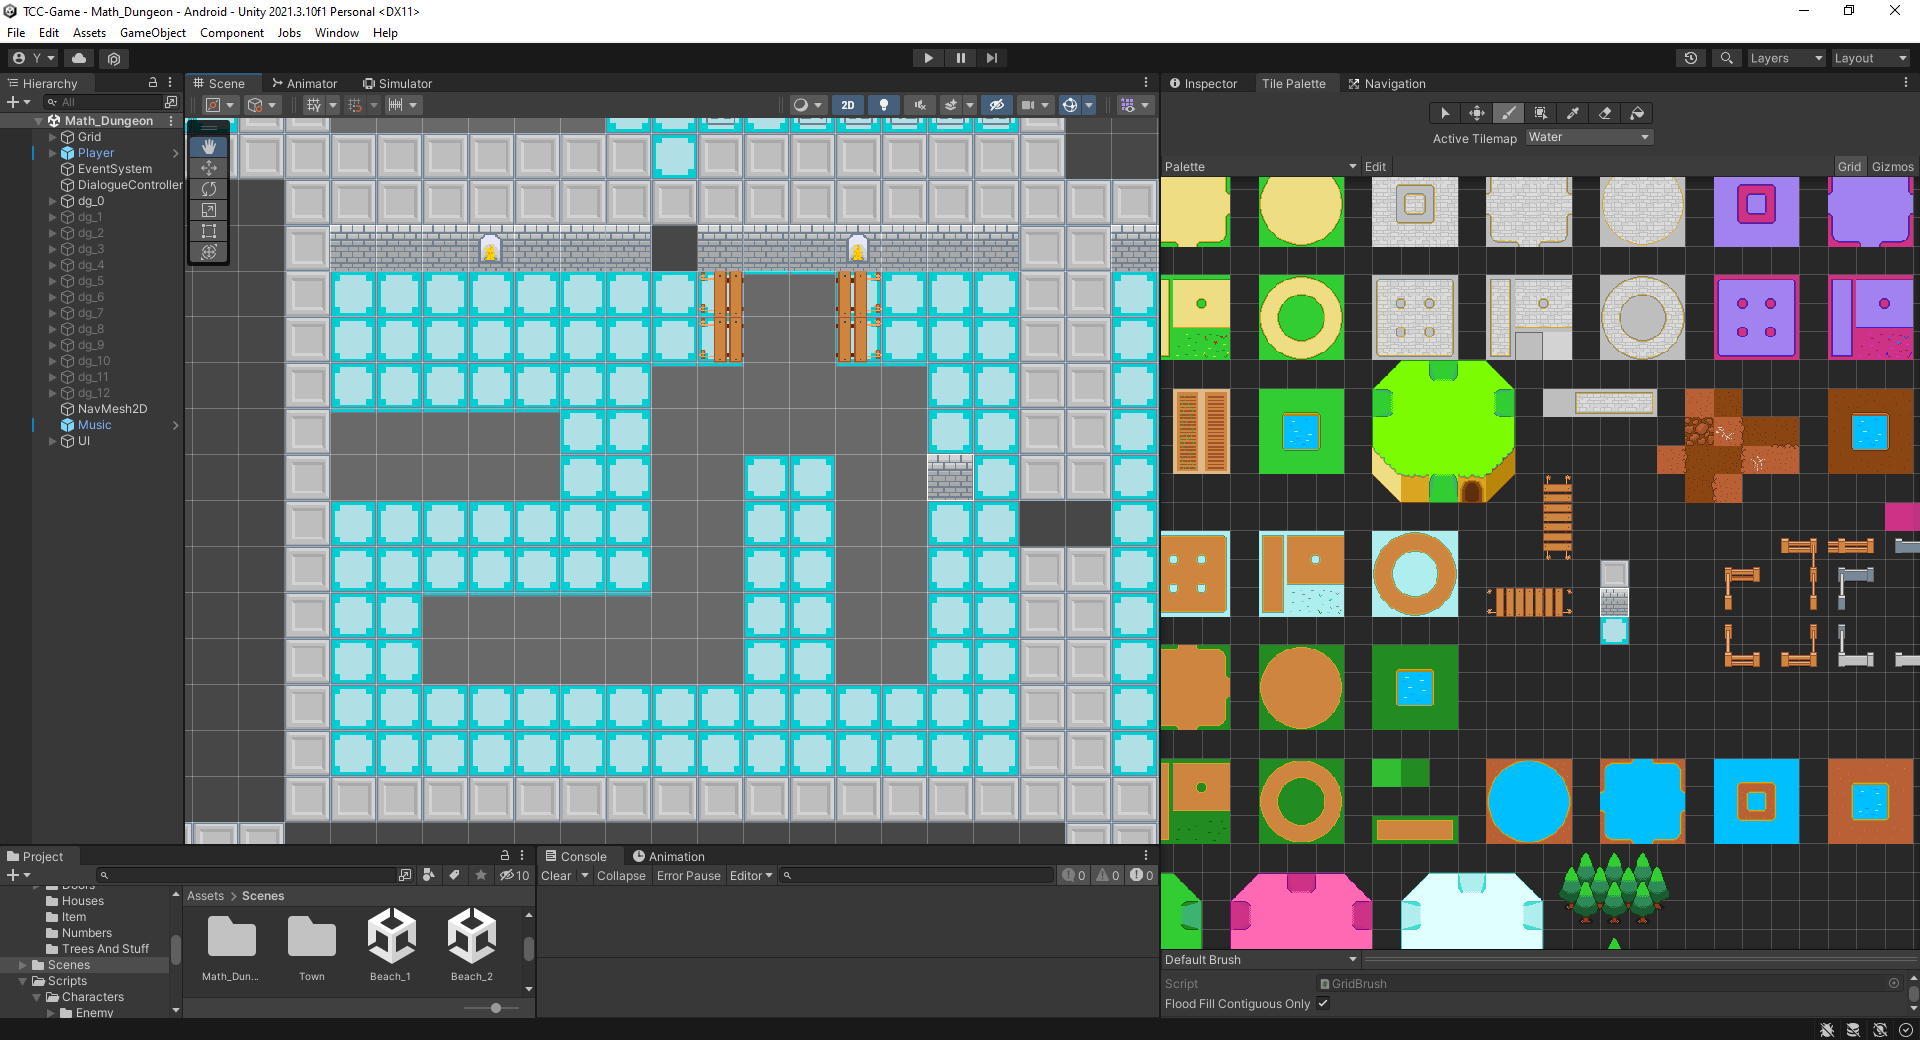 TCC-Game - Math_Dungeon - Android - Unity 2021.3.10f1 Personal <DX11>
File Edit Assets GameObject Component Jobs Window Help
Y Layers Layout
Hierarchy
All
Math_Dungeon
Grid
Player
EventSystem
DialogueController
dg_0
dg_1
dg_2
dg_3
dg_4
dg_5
dg_6
dg_7
dg_8
dg_9
dg_10
dg_11
dg_12
NavMesh2D
Music
UI
Scene Animator Simulator
2D
Inspector Tile Palette Navigation
Active Tilemap Water
Palette Edit Grid Gizmos
Default Brush
Script GridBrush
Flood Fill Contiguous Only
Project
10
Doors
Houses
Item
Numbers
Trees And Stuff
Scenes
Scripts
Characters
Enemy
Assets > Scenes
Math_Dun... Town Beach_1 Beach_2
Console Animation
Clear Collapse Error Pause Editor 0 0 0